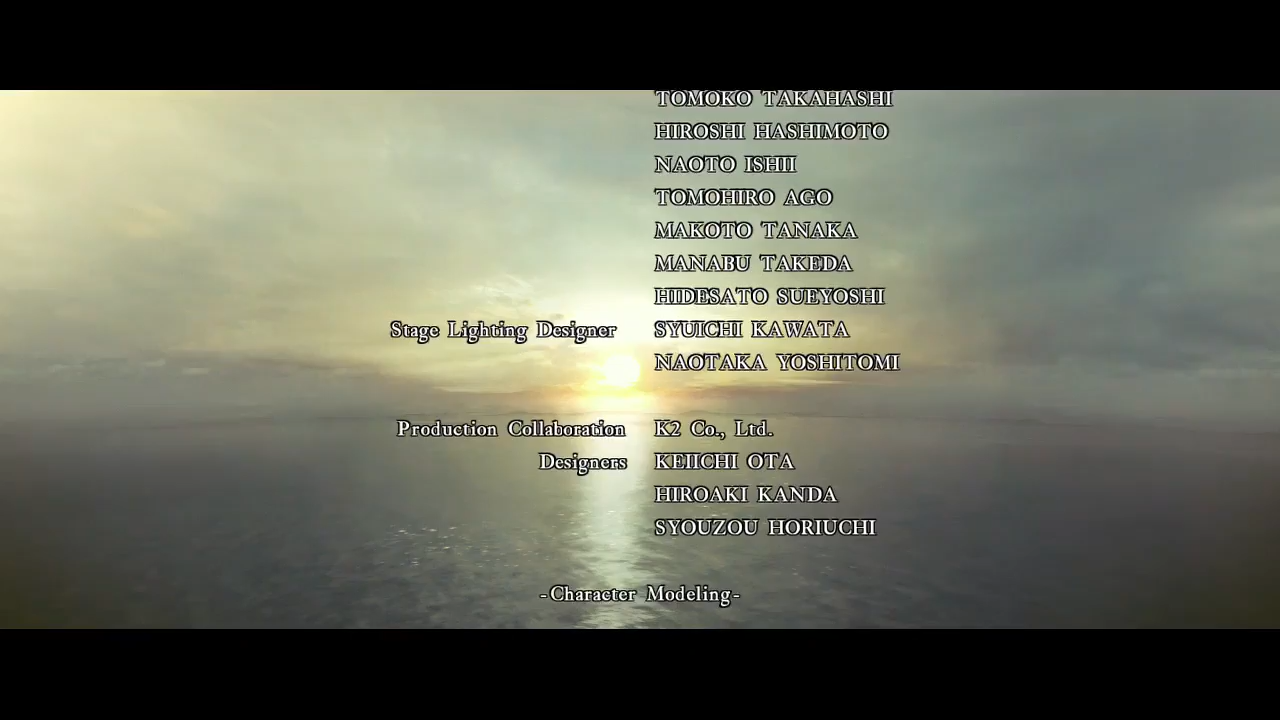 TOMOKO TAKAHASHI
HIROSHI HASHIMOTO
NAOTO ISHII
TOMOHIRO AGO
MAKOTO TANAKA
MANABU TAKEDA
HIDESATO SUEYOSHI
Stage Lighting Designer SYUICHI KAWATA
NAOTAKA YOSHITOMI
Production Collaboration K2 Co., Ltd.
Designers KEIICHI OTA
HIROAKI KANDA
SYOUZOU HORIUCHI
-Character Modeling-